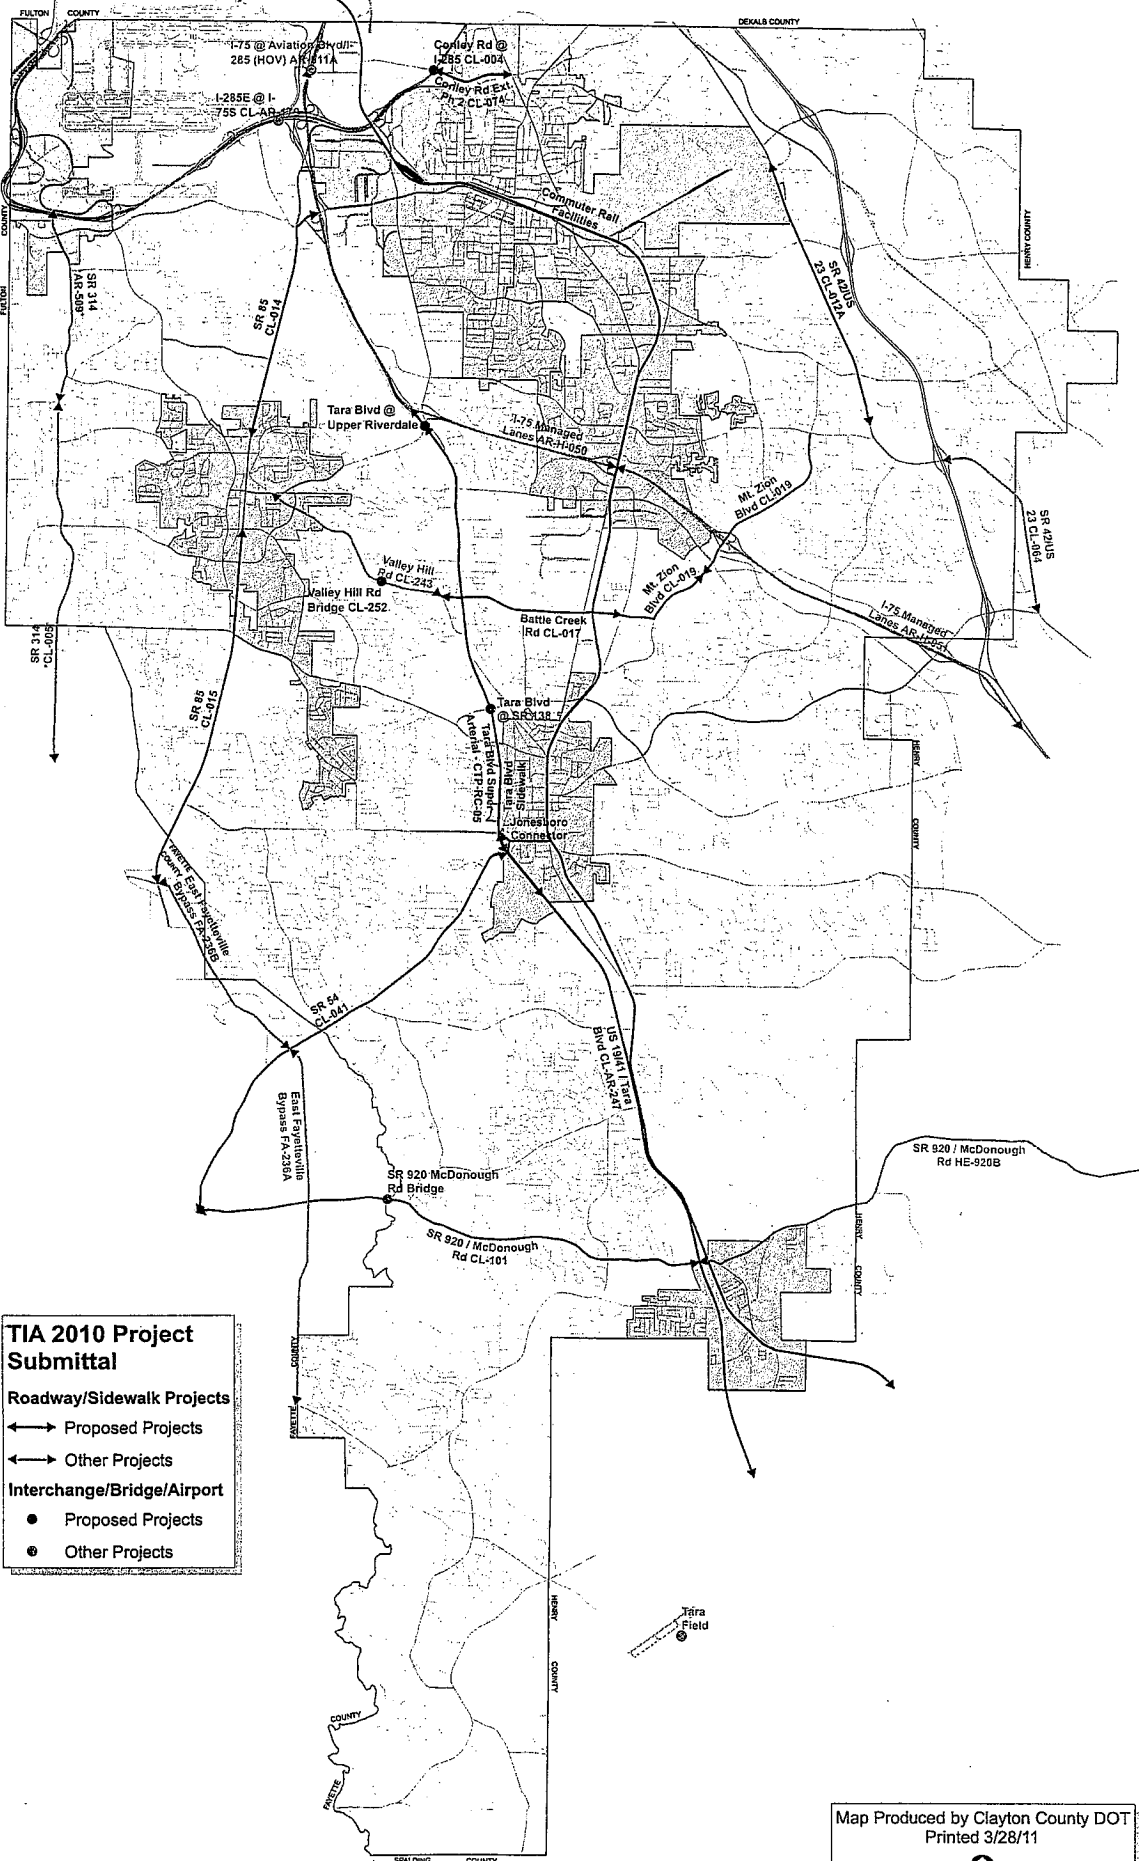 FULTON
COUNTY
DEKALB COUNTY
I-75 @ Aviation Blvd/I-
285 (HOV) AR-811A
Conley Rd @
I-285 CL-004
Conley Rd Ext.
Ph 2 CL-074
I-285E @ I-
75S CL-AR-
Commuter Rail
Facilities
COUNTY
FULTON
HENRY COUNTY
SR 314
AR-509
SR 85
CL-014
SR 42/US
23 CL-012A
Tara Blvd @
Upper Riverdale
I-75 Managed
Lanes AR-H-050
Mt. Zion
Blvd CL-019
SR 42/US
23 CL-064
Valley Hill
Rd CL-243
Valley Hill Rd
Bridge CL-252
Mt. Zion
Blvd CL-019
Battle Creek
Rd CL-017
I-75 Managed
Lanes AR-H-051
SR 314
*CL-005*
SR 85
CL-015
Tara Blvd
@ SR 138
Tara Blvd Super
Arterial - CTP-RC-05
Tara Blvd
Sidewalk
Jonesboro
Connector
HENRY
COUNTY
FAYETTE
COUNTY
East Fayetteville
Bypass FA-236B
SR 54
CL-041
US 19/41 / Tara
Blvd CL-AR-247
East Fayetteville
Bypass FA-236A
SR 920 / McDonough
Rd HE-920B
SR 920 McDonough
Rd Bridge
SR 920 / McDonough
Rd CL-101
HENRY
COUNTY
TIA 2010 Project
Submittal
Roadway/Sidewalk Projects
Proposed Projects
Other Projects
Interchange/Bridge/Airport
Proposed Projects
Other Projects
COUNTY
FAYETTE
HENRY
COUNTY
Tara
Field
COUNTY
FAYETTE
SPALDING
COUNTY
Map Produced by Clayton County DOT
Printed 3/28/11